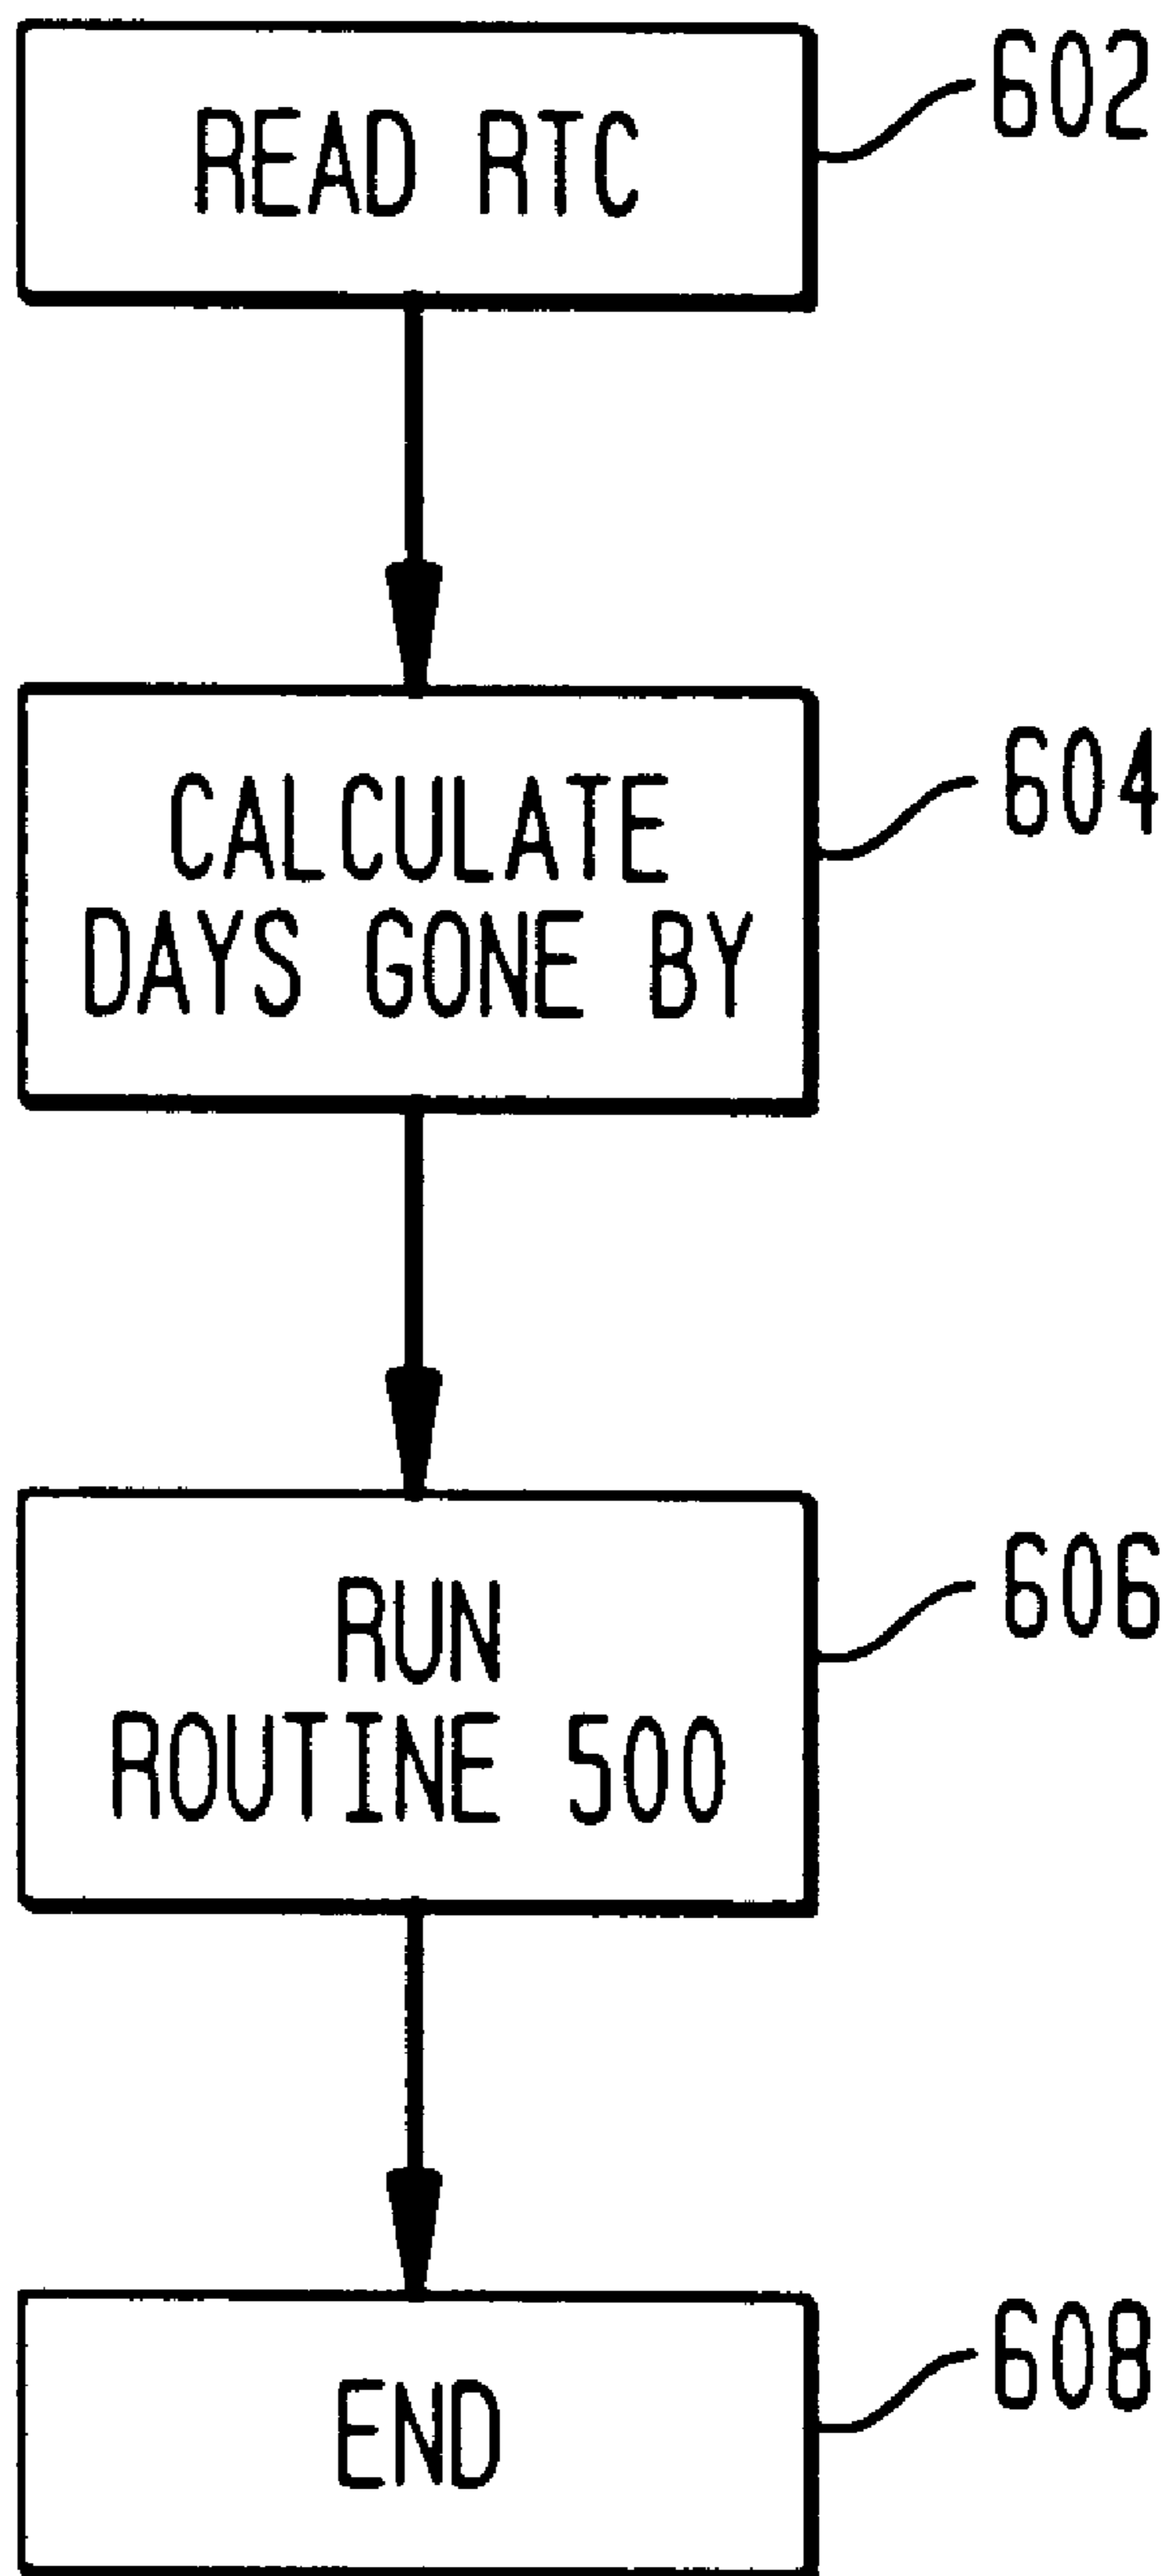 READ RTC
602
CALCULATE
DAYS GONE BY
604
RUN
ROUTINE 500
606
END
608